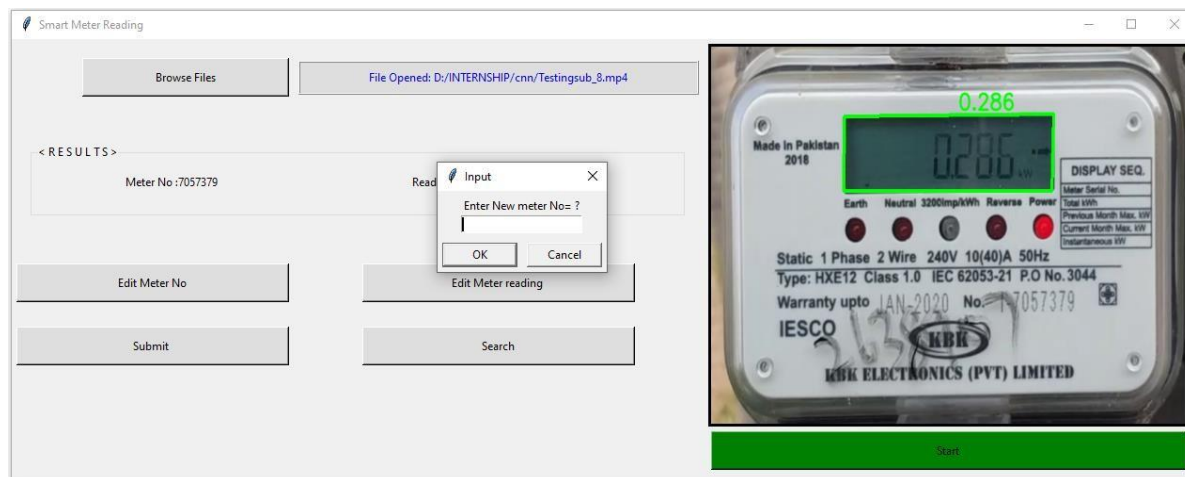 Smart Meter Reading
Browse Files
File Opened: D:/INTERNSHIP/cnn/Testingsub_8.mp4
< R E S U L T S >
Meter No :7057379
Read
Input
Enter New meter No= ?
OK
Cancel
Edit Meter No
Edit Meter reading
Submit
Search
0.286
0.286
kW
Made in Pakistan
2018
DISPLAY SEQ.
Meter Serial No.
Total kWh
Previous Month Max. kW
Current Month Max. kW
Instantaneous kW
Earth Neutral 3200imp/kWh Reverse Power
Static 1 Phase 2 Wire 240V 10(40)A 50Hz
Type: HXE12 Class 1.0 IEC 62053-21 P.O No. 3044
Warranty upto JAN-2020 No. 1-7057379
IESCO
KBK
KBK ELECTRONICS (PVT) LIMITED
Start